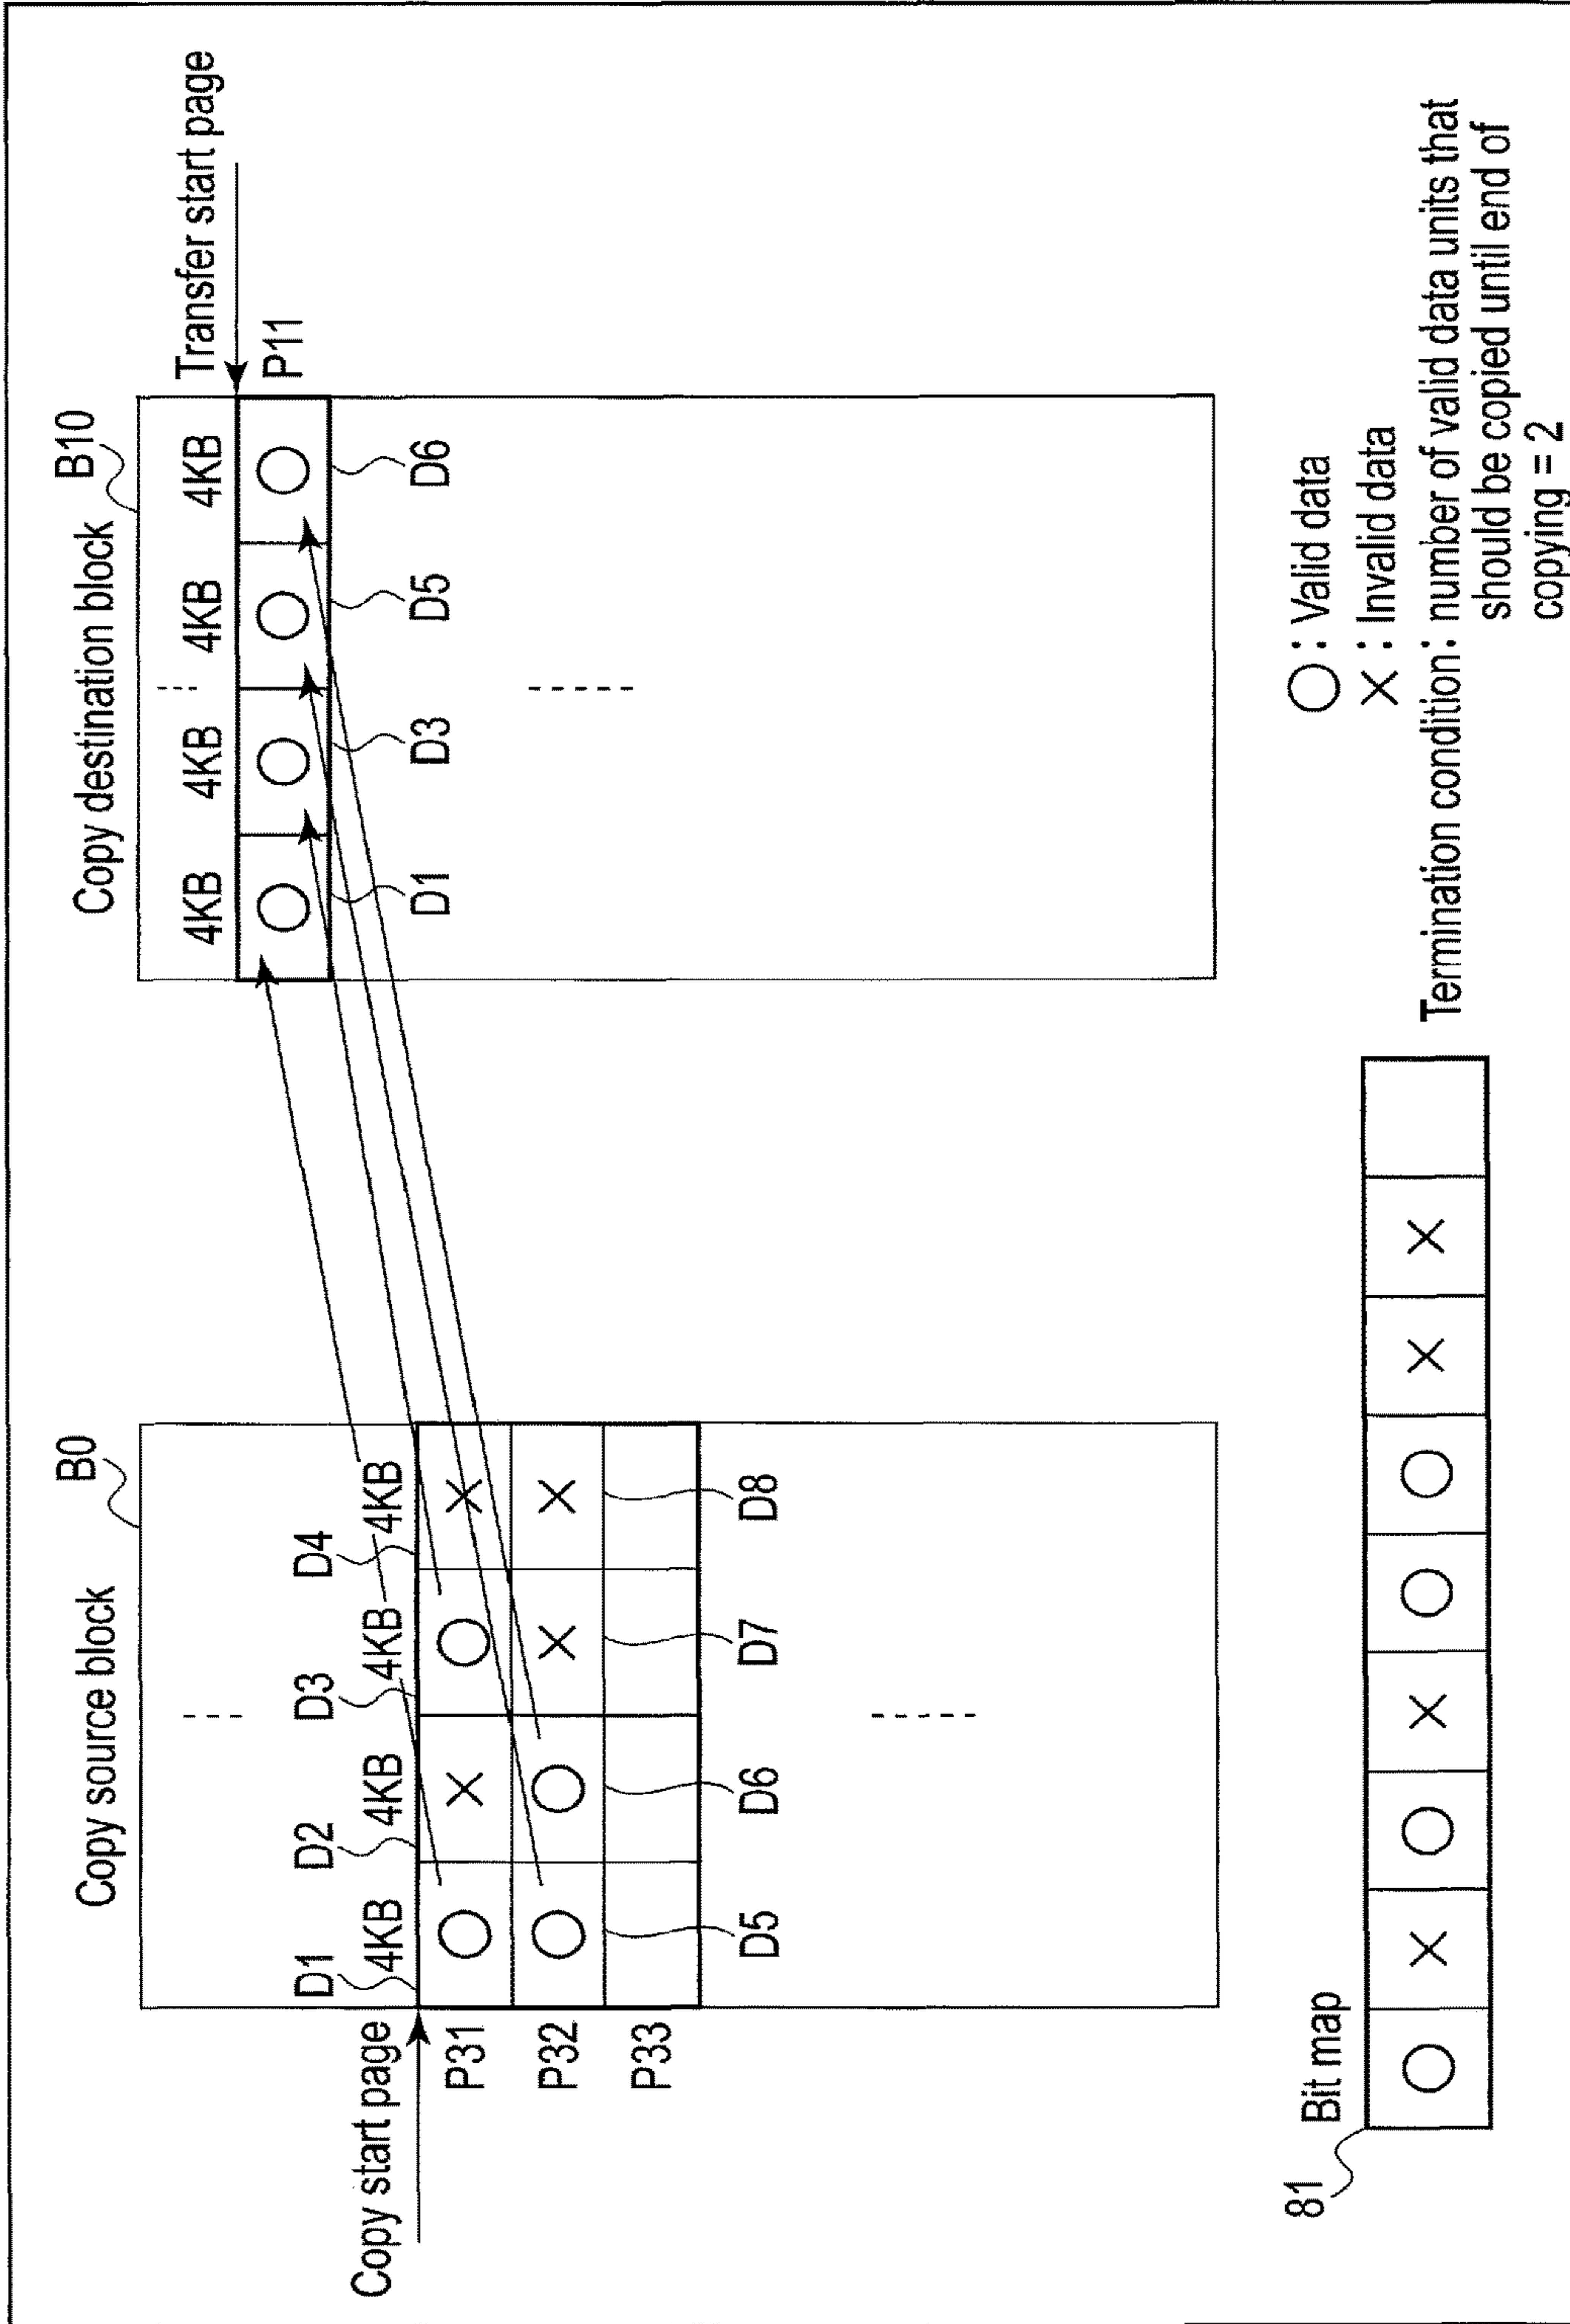 Copy source block
B0
Copy destination block
B10
Copy start page
D1
D2
D3
D4
4KB
4KB
4KB
4KB
P31
○
×
○
×
P32
○
○
×
×
P33
D5
D6
D7
D8
4KB
4KB
4KB
4KB
Transfer start page
○
○
○
○
P11
D1
D3
D5
D6
81
Bit map
○
×
○
×
○
○
×
×
○ : Valid data
× : Invalid data
Termination condition: number of valid data units that
should be copied until end of
copying = 2